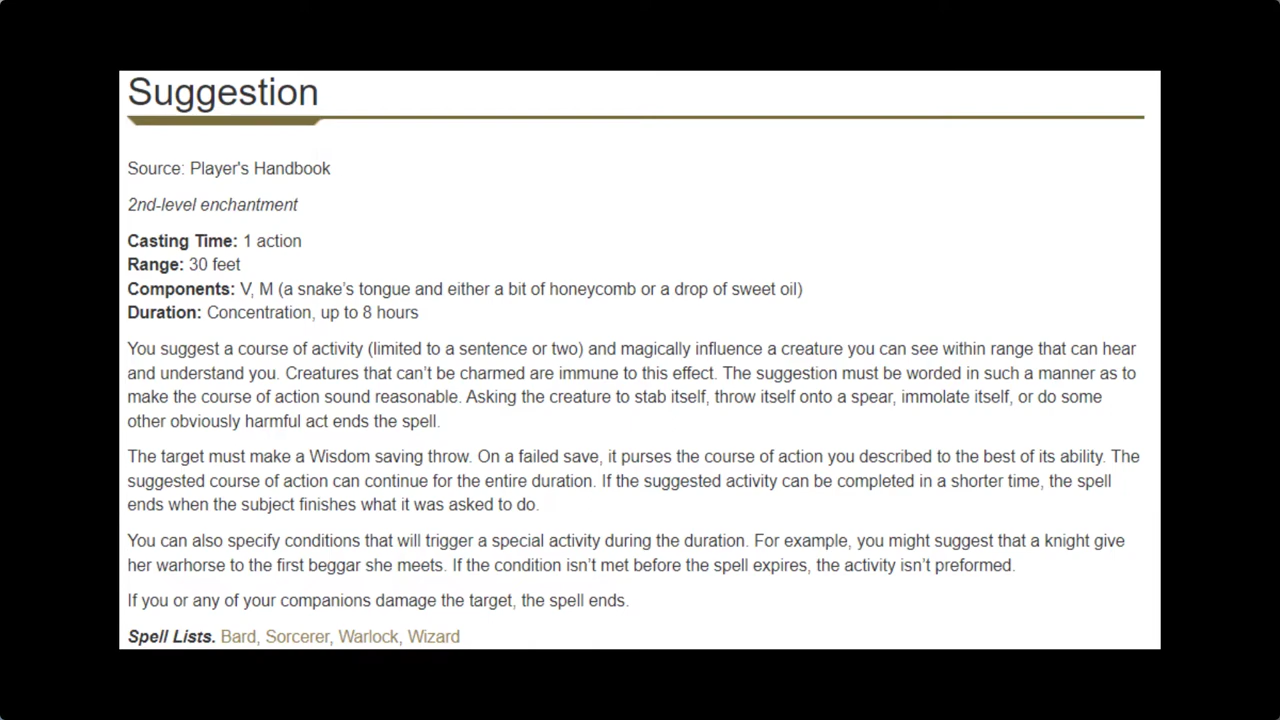 Suggestion
Source: Player's Handbook
2nd-level enchantment
Casting Time: 1 action
Range: 30 feet
Components: V, M (a snake's tongue and either a bit of honeycomb or a drop of sweet oil)
Duration: Concentration, up to 8 hours
You suggest a course of activity (limited to a sentence or two) and magically influence a creature you can see within range that can hear
and understand you. Creatures that can't be charmed are immune to this effect. The suggestion must be worded in such a manner as to
make the course of action sound reasonable. Asking the creature to stab itself, throw itself onto a spear, immolate itself, or do some
other obviously harmful act ends the spell.
The target must make a Wisdom saving throw. On a failed save, it purses the course of action you described to the best of its ability. The
suggested course of action can continue for the entire duration. If the suggested activity can be completed in a shorter time, the spell
ends when the subject finishes what it was asked to do.
You can also specify conditions that will trigger a special activity during the duration. For example, you might suggest that a knight give
her warhorse to the first beggar she meets. If the condition isn't met before the spell expires, the activity isn't preformed.
If you or any of your companions damage the target, the spell ends.
Spell Lists. Bard, Sorcerer, Warlock, Wizard